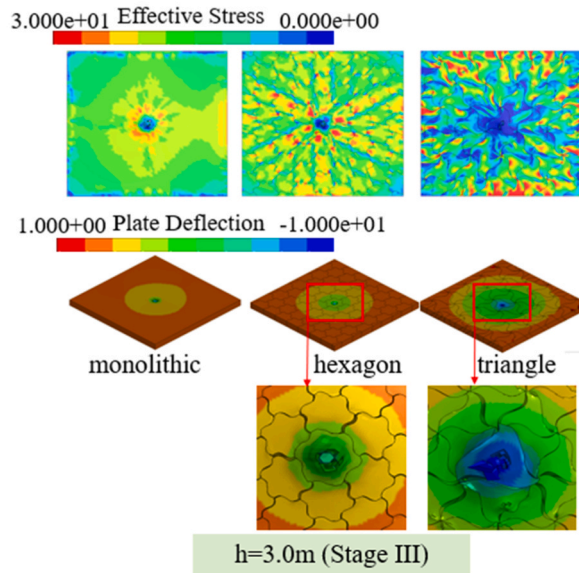 Effective Stress
3.000e+01 0.000e+00
Plate Deflection
1.000+00 -1.000e+01
monolithic hexagon triangle
h=3.0m (Stage III)